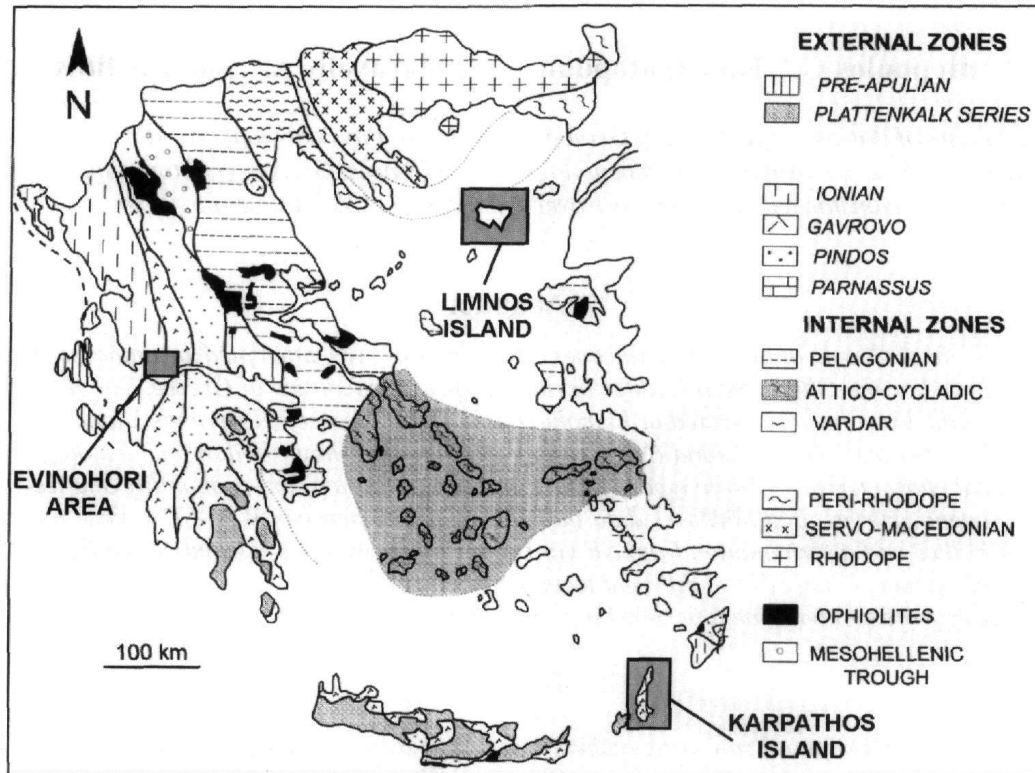 N
LIMNOS
ISLAND
EVINOHORI
AREA
100 km
KARPATHOS
ISLAND
EXTERNAL ZONES
PRE-APULIAN
PLATTENKALK SERIES
IONIAN
GAVROVO
PINDOS
PARNASSUS
INTERNAL ZONES
PELAGONIAN
ATTICO-CYCLADIC
VARDAR
PERI-RHODOPE
SERVO-MACEDONIAN
RHODOPE
OPHIOLITES
MESOHELLENIC
TROUGH